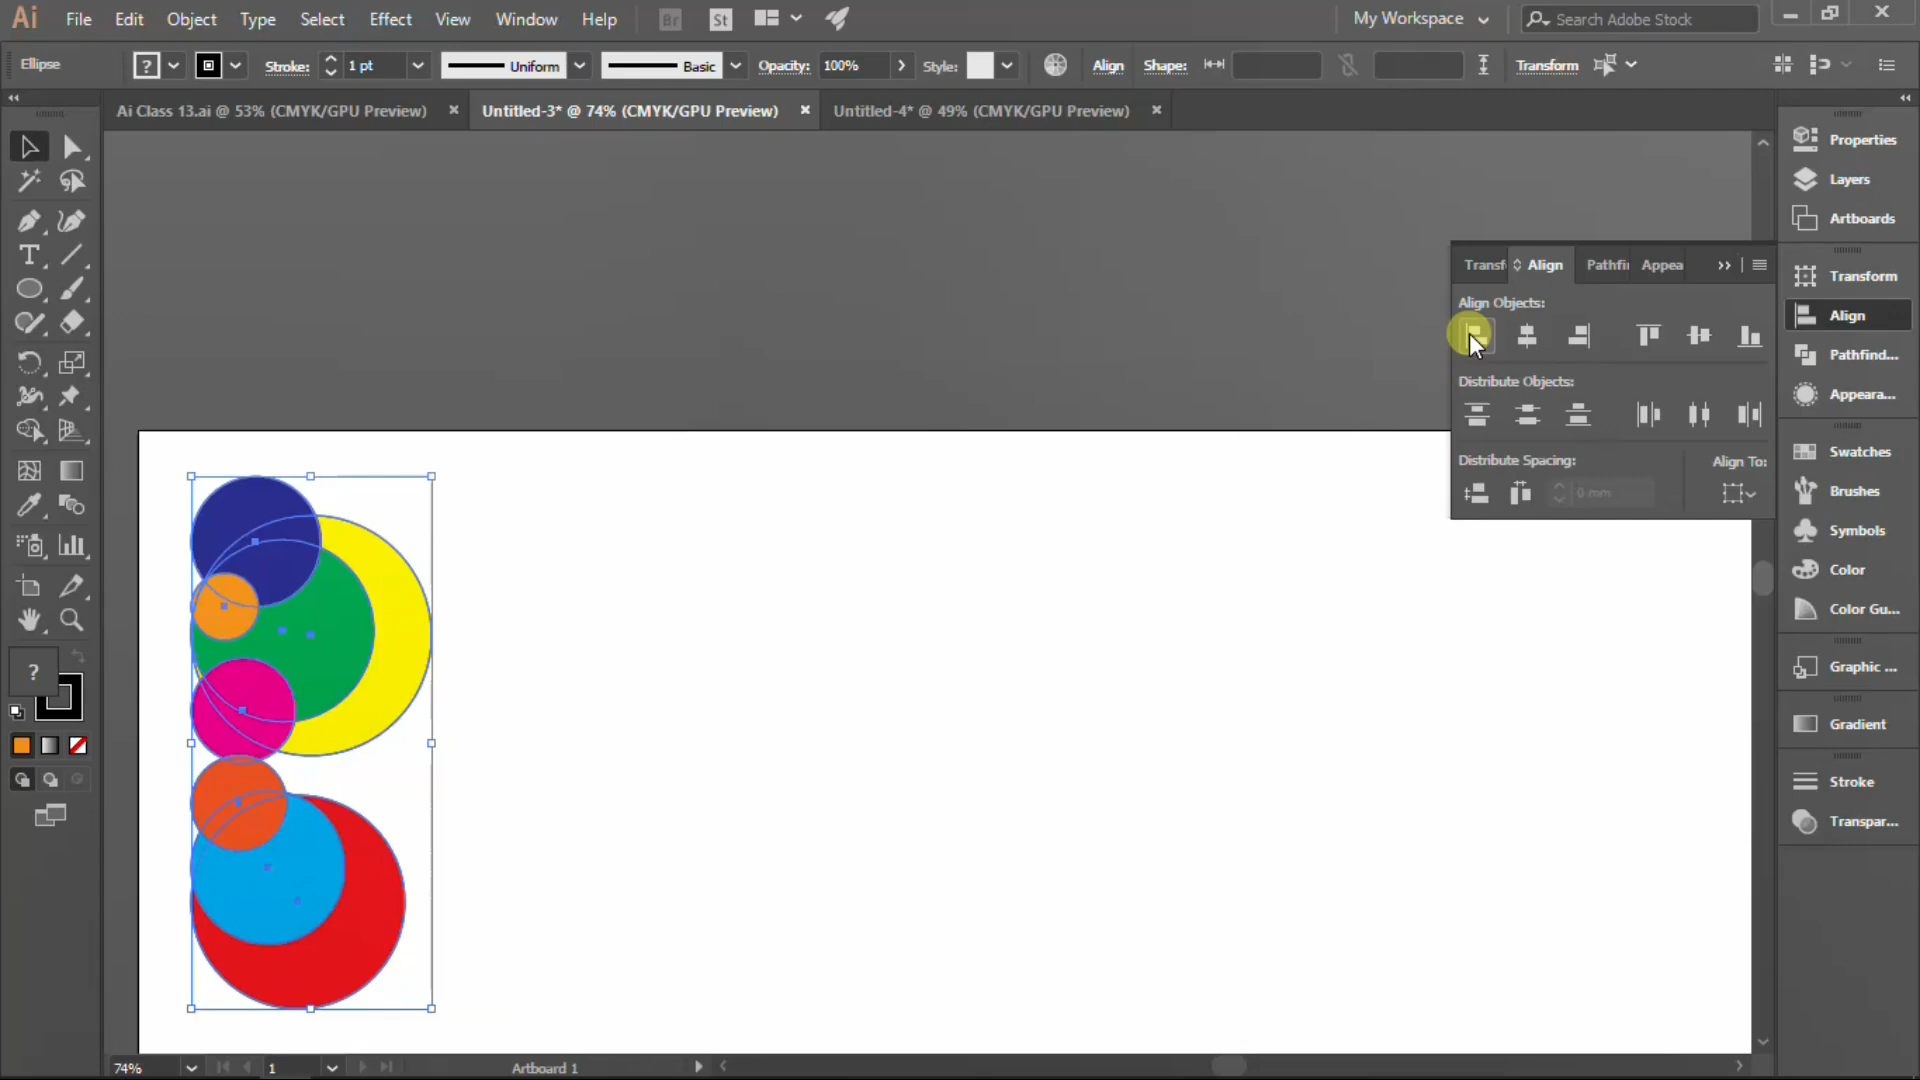 Ai File Edit Object Type Select Effect View Window Help Br St My Workspace Search Adobe Stock
Ellipse ? Stroke: 1 pt Uniform Basic Opacity: 100% Style: Align Shape: Transform
Ai Class 13.ai @ 53% (CMYK/GPU Preview) Untitled-3* @ 74% (CMYK/GPU Preview) Untitled-4* @ 49% (CMYK/GPU Preview)
Properties
Layers
Artboards
Transf Align Pathfi Appea
Align Objects:
Distribute Objects:
Distribute Spacing: Align To:
0 mm
Transform
Align
Pathfind...
Appeara...
Swatches
Brushes
Symbols
Color
Color Gu...
Graphic ...
Gradient
Stroke
Transpar...
T
?
74% 1 Artboard 1